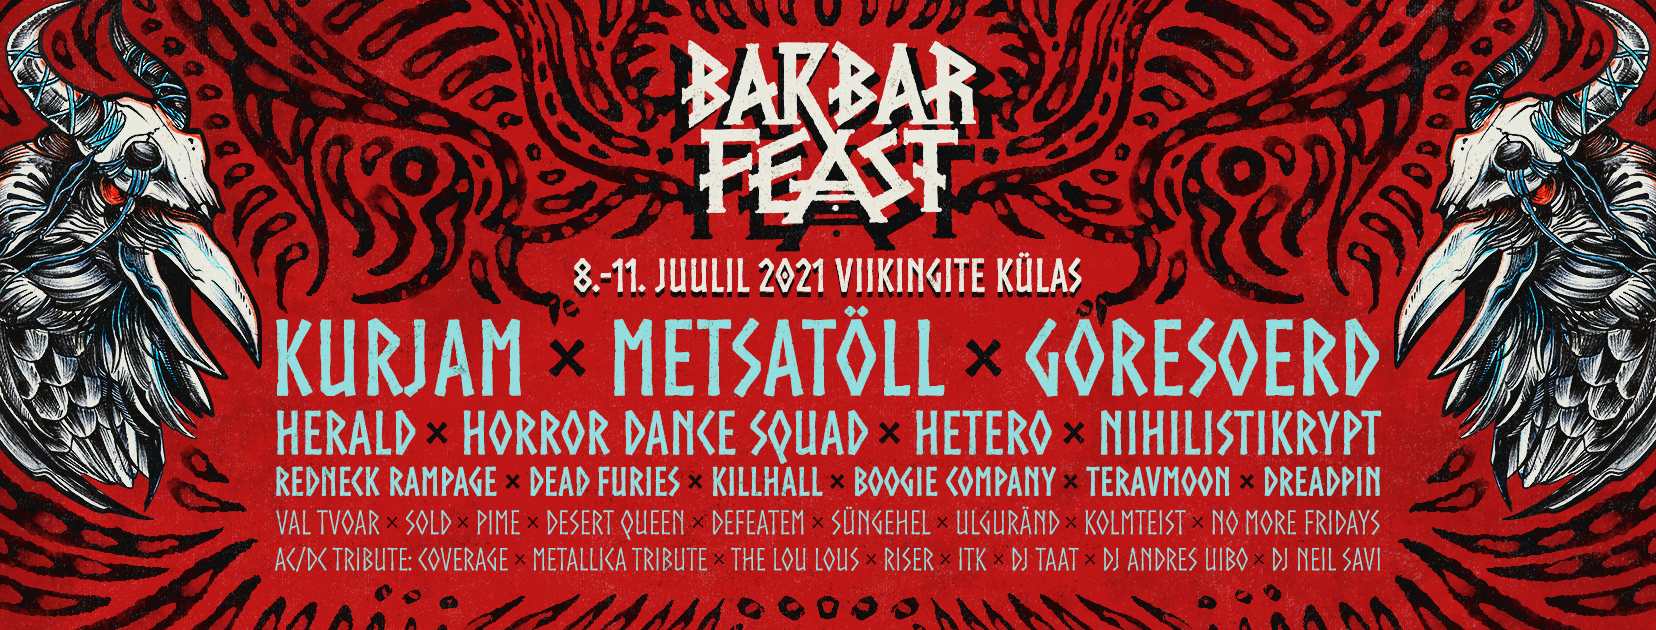 BARBAR
FEAST
8.-11. JUULIL 2021 VIIKINGITE KÜLAS
KURJAM × METSATÖLL × GORESOERD
HERALD × HORROR DANCE SQUAD × HETERO × NIHILISTIKRYPT
REDNECK RAMPAGE × DEAD FURIES × KILLHALL × BOOGIE COMPANY × TERAVMOON × DREADPIN
VAL TVOAR × SOLD × PIME × DESERT QUEEN × DEFEATEM × SÜNGEHEL × ULGURÄND × KOLMTEIST × NO MORE FRIDAYS
AC/DC TRIBUTE: COVERAGE × METALLICA TRIBUTE × THE LOU LOUS × RISER × ITK × DJ TAAT × DJ ANDRES UIBO × DJ NEIL SAVI